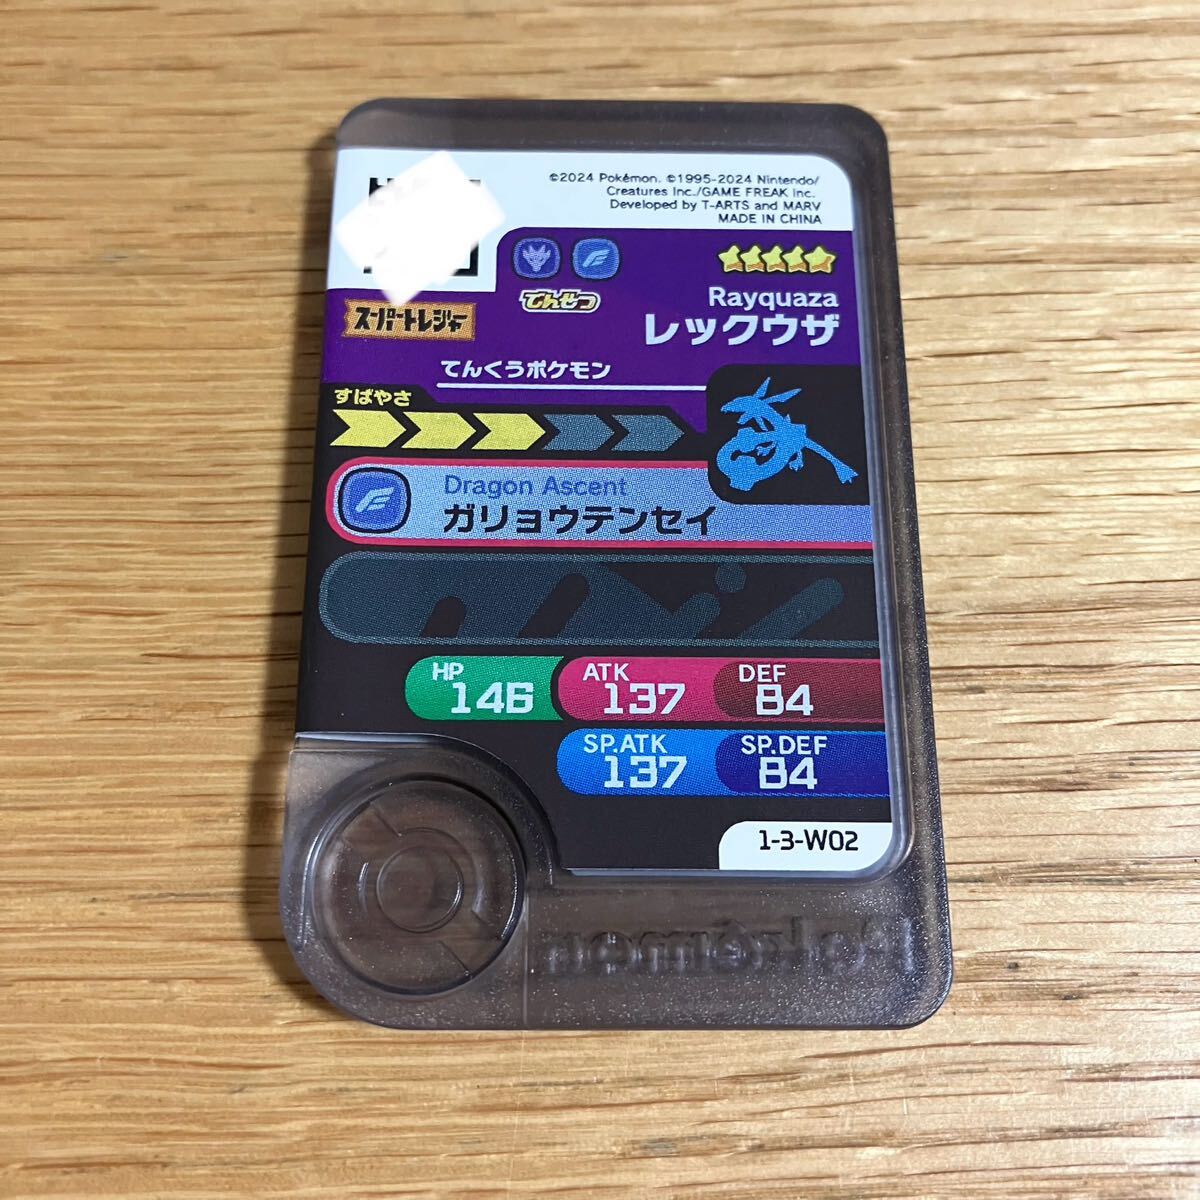 ©2024 Pokémon. ©1995-2024 Nintendo/
Creatures Inc./GAME FREAK Inc.
Developed by T-ARTS and MARV
MADE IN CHINA
てんせつ
スーパートレジャー
Rayquaza
レックウザ
てんくうポケモン
すばやさ
Dragon Ascent
ガリョウテンセイ
HP
146
ATK
137
DEF
84
SP.ATK
137
SP.DEF
84
1-3-W02
Pokémon